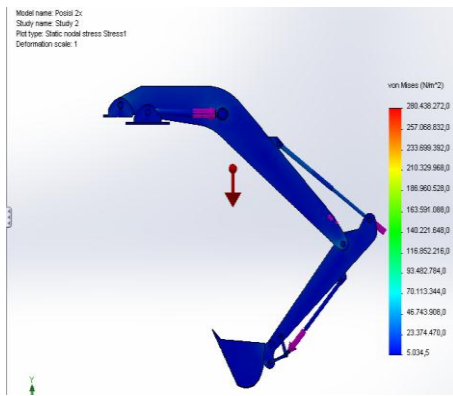 Model name: Posisi 2x
Study name: Study 2
Plot type: Static nodal stress Stress1
Deformation scale: 1
von Mises (N/m^2)
280.438.272,0
257.068.832,0
233.699.392,0
210.329.968,0
186.960.528,0
163.591.088,0
140.221.648,0
116.852.216,0
93.482.784,0
70.113.344,0
46.743.908,0
23.374.470,0
5.034,5
Y